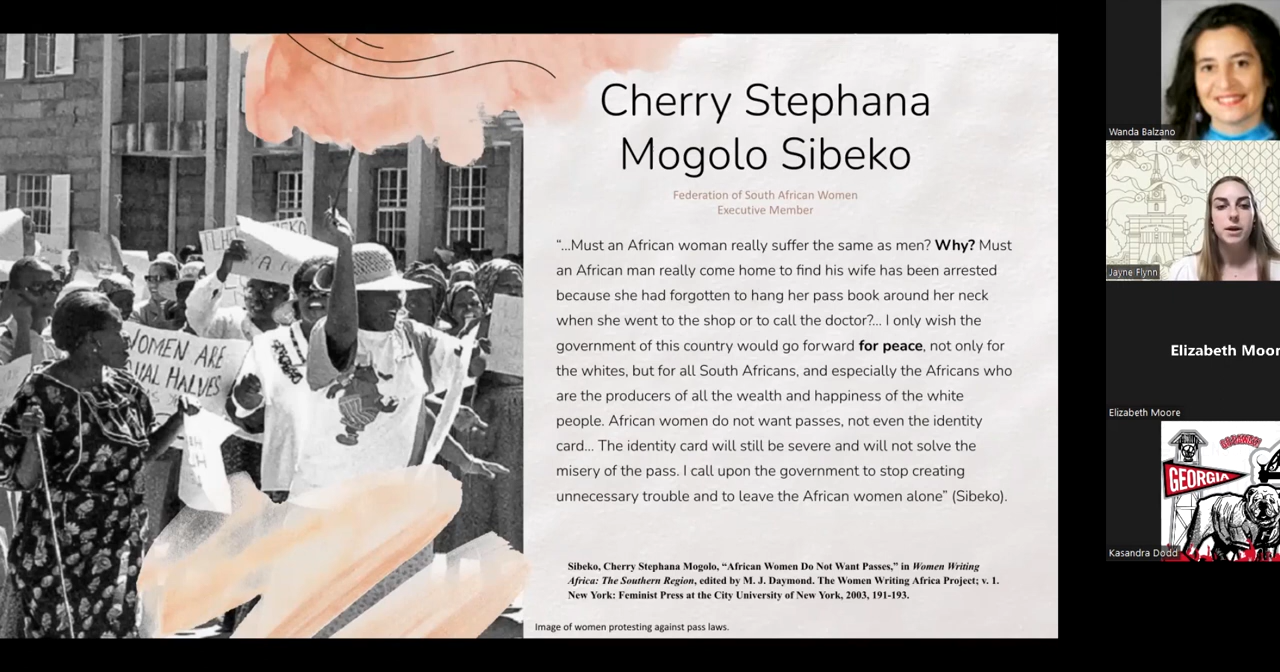 Cherry Stephana
Mogolo Sibeko
Federation of South African Women
Executive Member
“...Must an African woman really suffer the same as men? Why? Must
an African man really come home to find his wife has been arrested
because she had forgotten to hang her pass book around her neck
when she went to the shop or to call the doctor?... I only wish the
government of this country would go forward for peace, not only for
the whites, but for all South Africans, and especially the Africans who
are the producers of all the wealth and happiness of the white
people. African women do not want passes, not even the identity
card... The identity card will still be severe and will not solve the
misery of the pass. I call upon the government to stop creating
unnecessary trouble and to leave the African women alone” (Sibeko).
Sibeko, Cherry Stephana Mogolo, “African Women Do Not Want Passes,” in Women Writing
Africa: The Southern Region, edited by M. J. Daymond. The Women Writing Africa Project; v. 1.
New York: Feminist Press at the City University of New York, 2003, 191-193.
Image of women protesting against pass laws.
WOMEN ARE
HALVES
Wanda Balzano
Jayne Flynn
Elizabeth Moor
Elizabeth Moore
GEORGIA
Kasandra Dodd